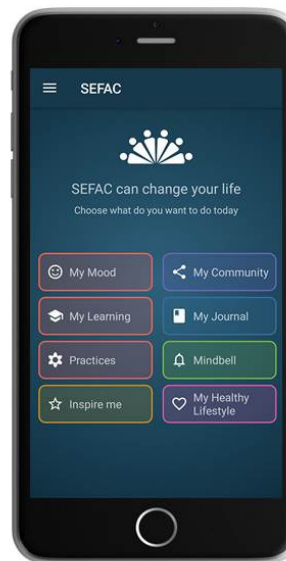 SEFAC
SEFAC can change your life
Choose what do you want to do today
My Mood
My Community
My Learning
My Journal
Practices
Mindbell
Inspire me
My Healthy
Lifestyle